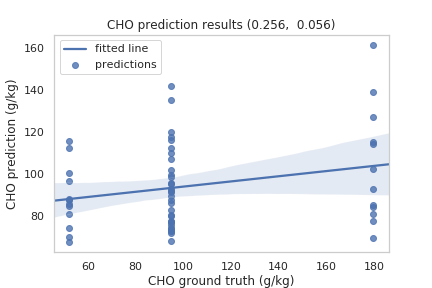 CHO prediction results (0.256,  0.056)
fitted line
predictions
160
140
120
100
80
CHO prediction (g/kg)
60 80 100 120 140 160 180
CHO ground truth (g/kg)